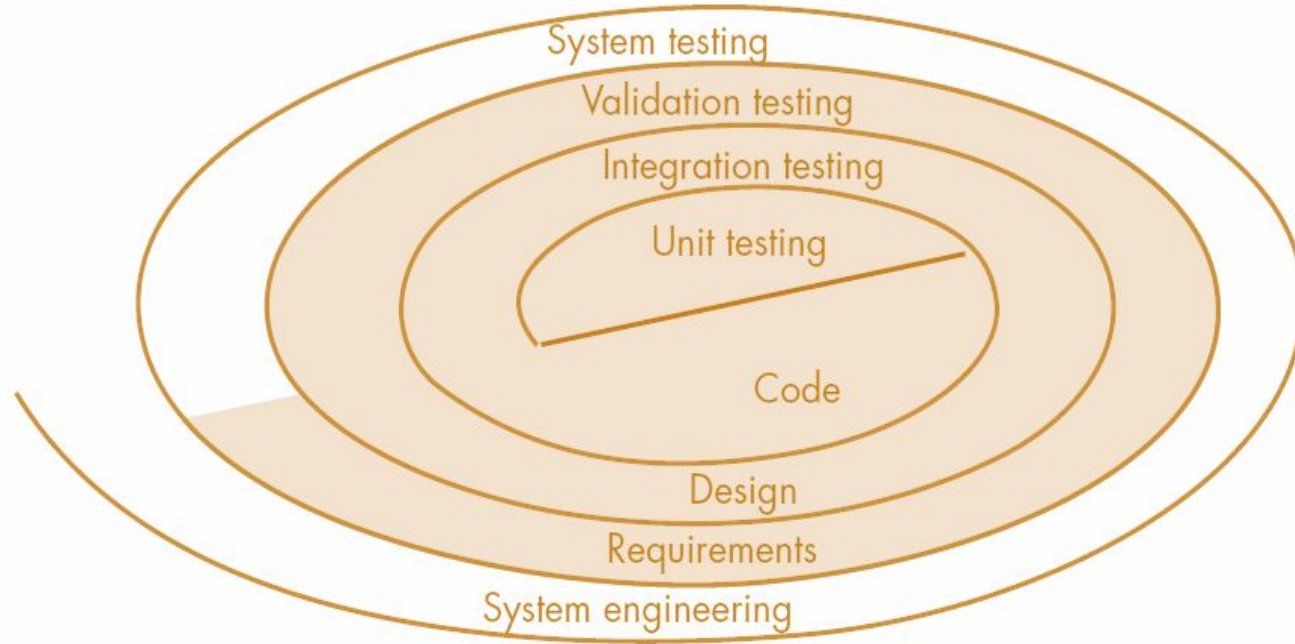 System testing
Validation testing
Integration testing
Unit testing
Code
Design
Requirements
System engineering